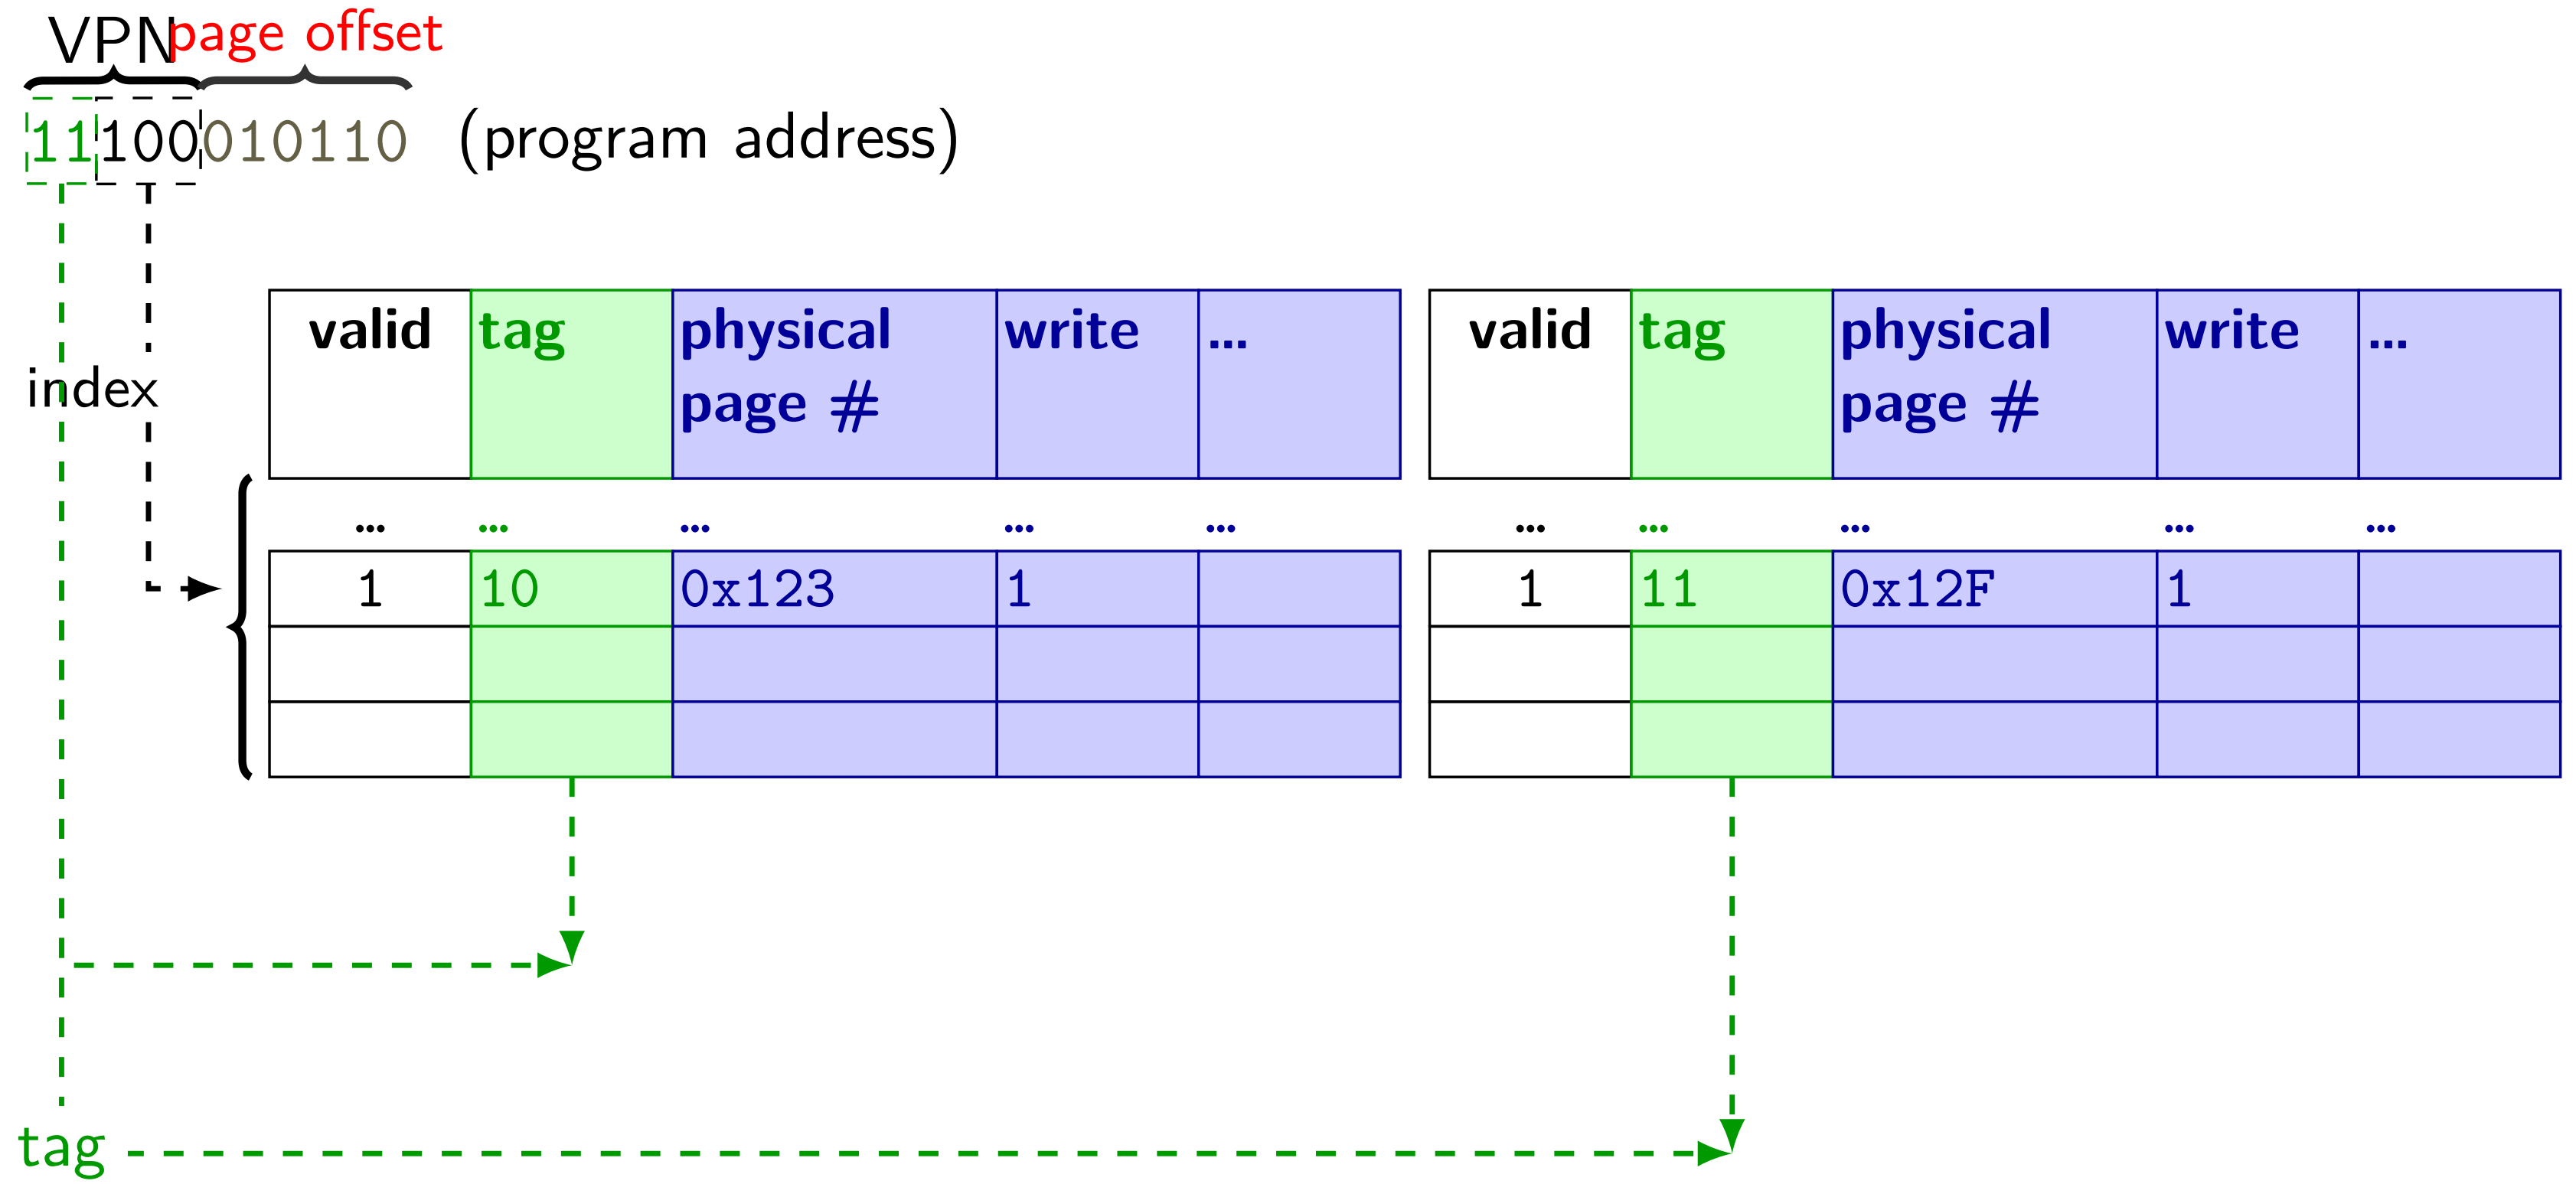 VPN page offset
11100010110 (program address)
valid tag physical page # write ... valid tag physical page # write ...
index
... ... ... ... ... ... ... ... ... ...
1 10 0x123 1 1 11 0x12F 1
tag